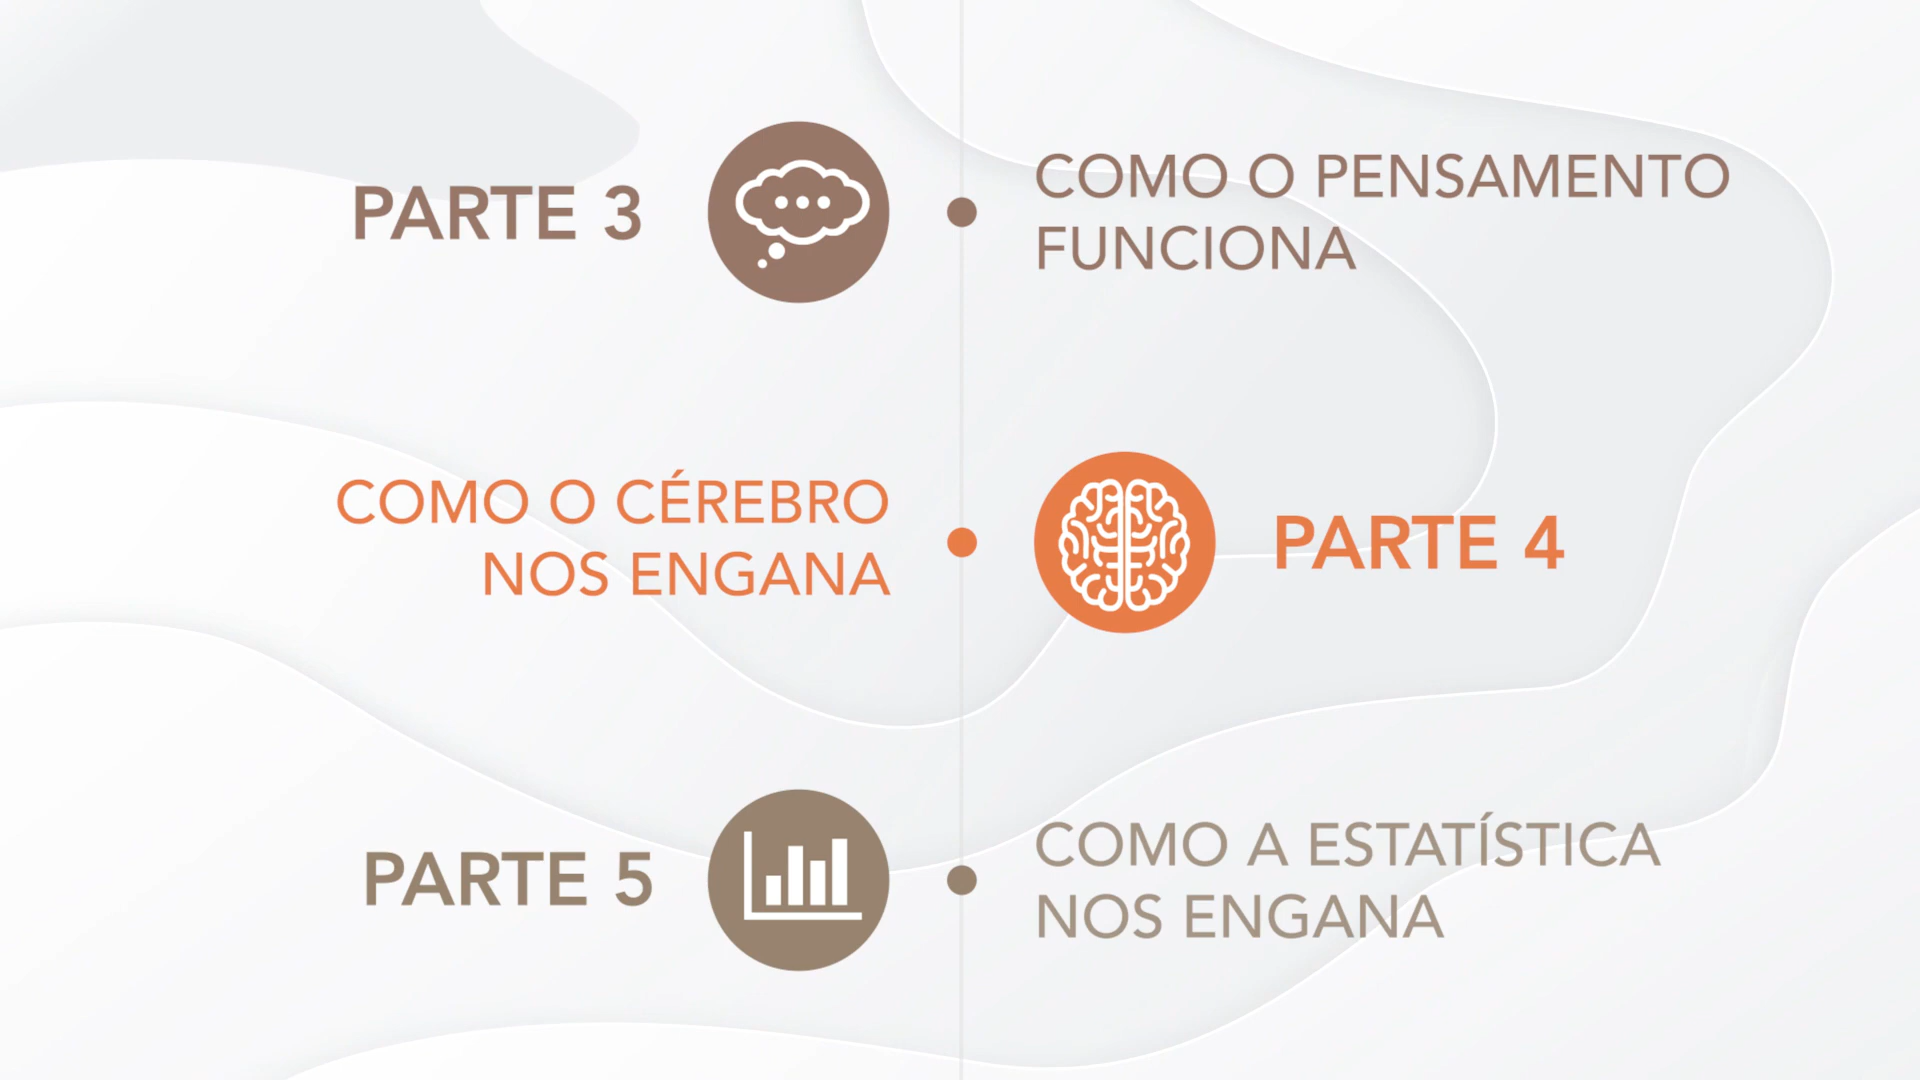 PARTE 3
COMO O PENSAMENTO
FUNCIONA
COMO O CÉREBRO
NOS ENGANA
PARTE 4
PARTE 5
COMO A ESTATÍSTICA
NOS ENGANA